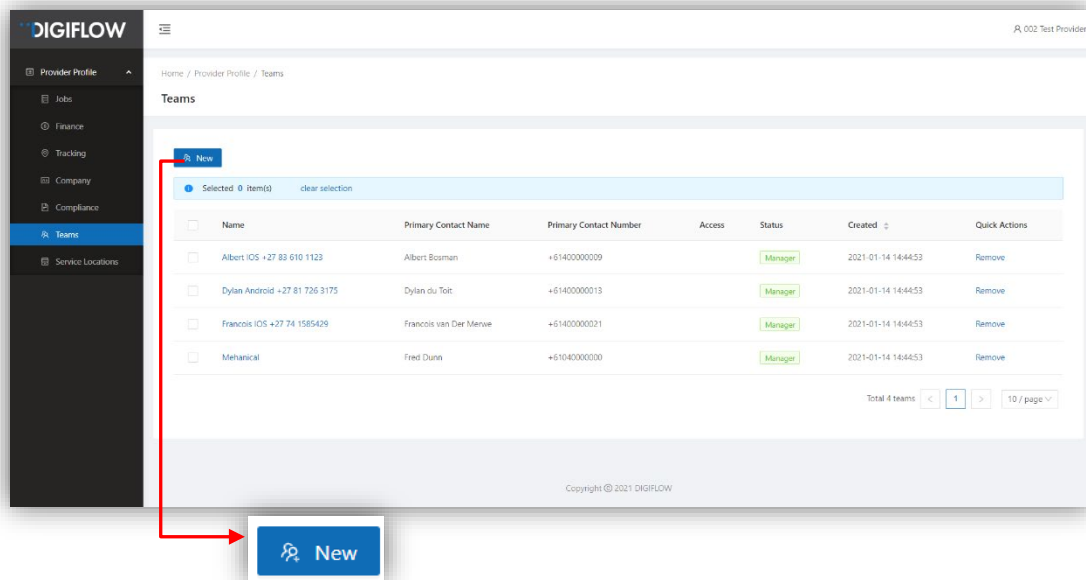 DIGIFLOW
002 Test Provider
Provider Profile
Jobs
Finance
Tracking
Company
Compliance
Teams
Service Locations
Home / Provider Profile / Teams
Teams
New
Selected 0 item(s) clear selection
Name Primary Contact Name Primary Contact Number Access Status Created Quick Actions
Albert IOS +27 83 610 1123 Albert Bosman +61400000009 Manager 2021-01-14 14:44:53 Remove
Dylan Android +27 81 726 3175 Dylan du Toit +61400000013 Manager 2021-01-14 14:44:53 Remove
Francois IOS +27 74 1585429 Francois van Der Merwe +61400000021 Manager 2021-01-14 14:44:53 Remove
Mehanical Fred Dunn +61040000000 Manager 2021-01-14 14:44:53 Remove
Total 4 teams < 1 > 10 / page
Copyright © 2021 DIGIFLOW
New